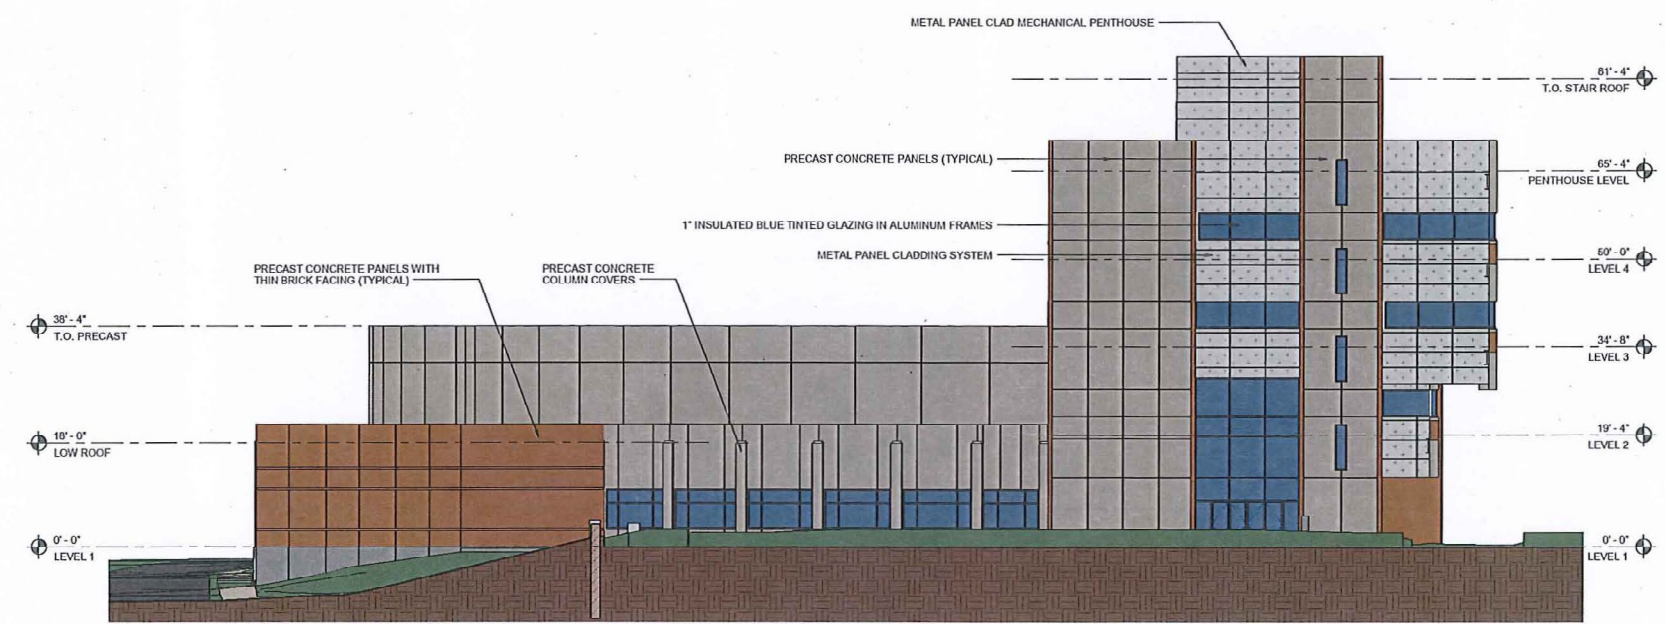 METAL PANEL CLAD MECHANICAL PENTHOUSE
81' - 4"
T.O. STAIR ROOF
PRECAST CONCRETE PANELS (TYPICAL)
65' - 4"
PENTHOUSE LEVEL
1" INSULATED BLUE TINTED GLAZING IN ALUMINUM FRAMES
METAL PANEL CLADDING SYSTEM
50' - 0"
LEVEL 4
PRECAST CONCRETE PANELS WITH
THIN BRICK FACING (TYPICAL)
PRECAST CONCRETE
COLUMN COVERS
38' - 4"
T.O. PRECAST
34' - 8"
LEVEL 3
18' - 0"
LOW ROOF
19' - 4"
LEVEL 2
0' - 0"
LEVEL 1
0' - 0"
LEVEL 1